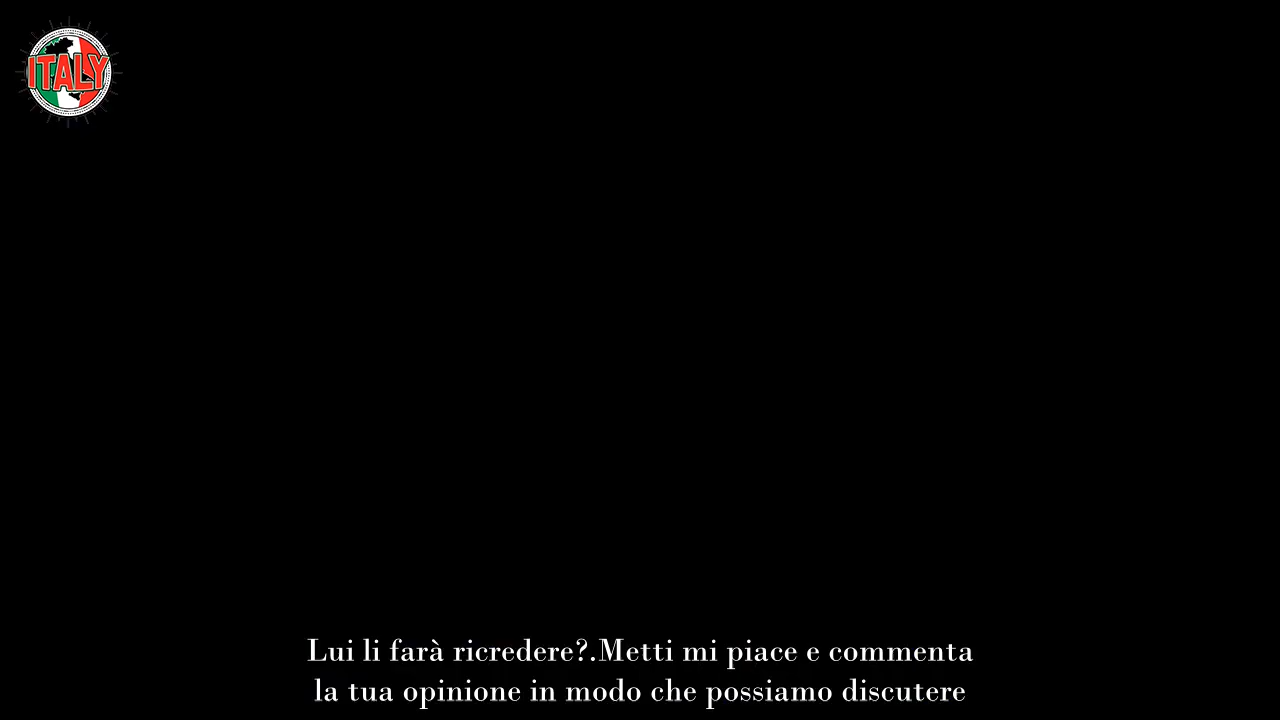 ITALY
Lui li farà ricredere?.Metti mi piace e commenta
la tua opinione in modo che possiamo discutere